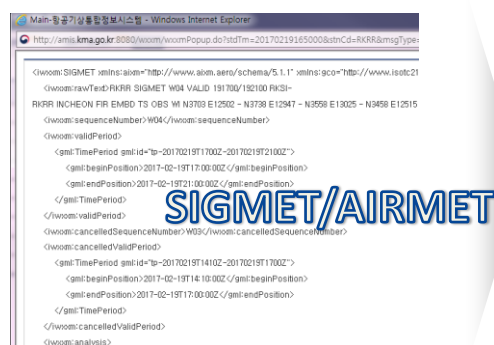 Main-항공기상통합정보시스템 - Windows Internet Explorer
http://amis.kma.go.kr:8080/wxxm/wxxmPopup.do?stdTm=20170219165000&stnCd=RKRR&msgType=
<iwxxm:SIGMET xmlns:aixm="http://www.aixm.aero/schema/5.1.1" xmlns:gco="http://www.isotc21
<iwxxm:rawText>RKRR SIGMET W04 VALID 191700/192100 RKSI-
RKRR INCHEON FIR EMBD TS OBS WI N3703 E12502 - N3738 E12947 - N3558 E13025 - N3458 E12515
<iwxxm:sequenceNumber>W04</iwxxm:sequenceNumber>
<iwxxm:validPeriod>
<gml:TimePeriod gml:id="tp-20170219T1700Z-20170219T2100Z">
<gml:beginPosition>2017-02-19T17:00:00Z</gml:beginPosition>
<gml:endPosition>2017-02-19T21:00:00Z</gml:endPosition>
</gml:TimePeriod>
</iwxxm:validPeriod>
SIGMET/AIRMET
<iwxxm:cancelledSequenceNumber>W03</iwxxm:cancelledSequenceNumber>
<iwxxm:cancelledValidPeriod>
<gml:TimePeriod gml:id="tp-20170219T1410Z-20170219T1700Z">
<gml:beginPosition>2017-02-19T14:10:00Z</gml:beginPosition>
<gml:endPosition>2017-02-19T17:00:00Z</gml:endPosition>
</gml:TimePeriod>
</iwxxm:cancelledValidPeriod>
<iwxxm:analysis>